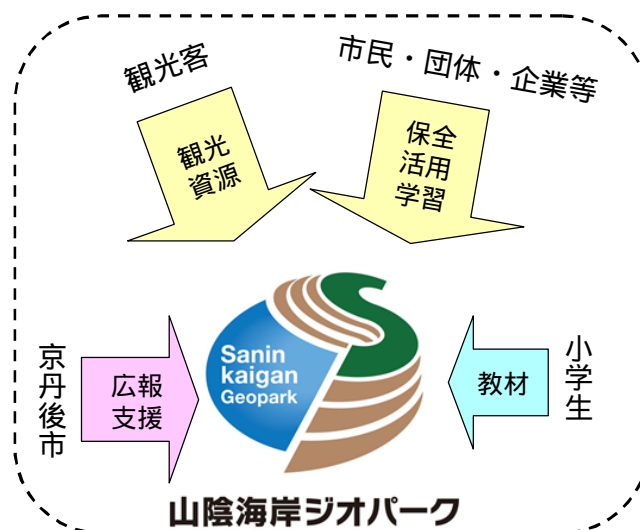 観光客
市民・団体・企業等
観光
資源
保全
活用
学習
Sanin
kaigan
Geopark
京丹後市
広報
支援
教材
小学生
山陰海岸ジオパーク